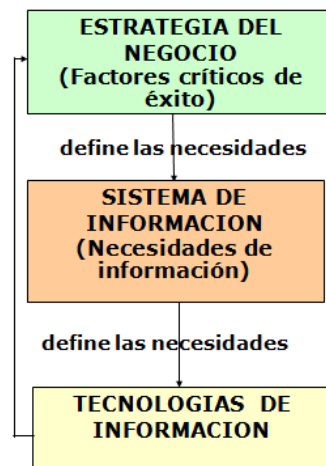 ESTRATEGIA DEL
NEGOCIO
(Factores críticos de
éxito)
define las necesidades
SISTEMA DE
INFORMACION
(Necesidades de
información)
define las necesidades
TECNOLOGIAS DE
INFORMACION